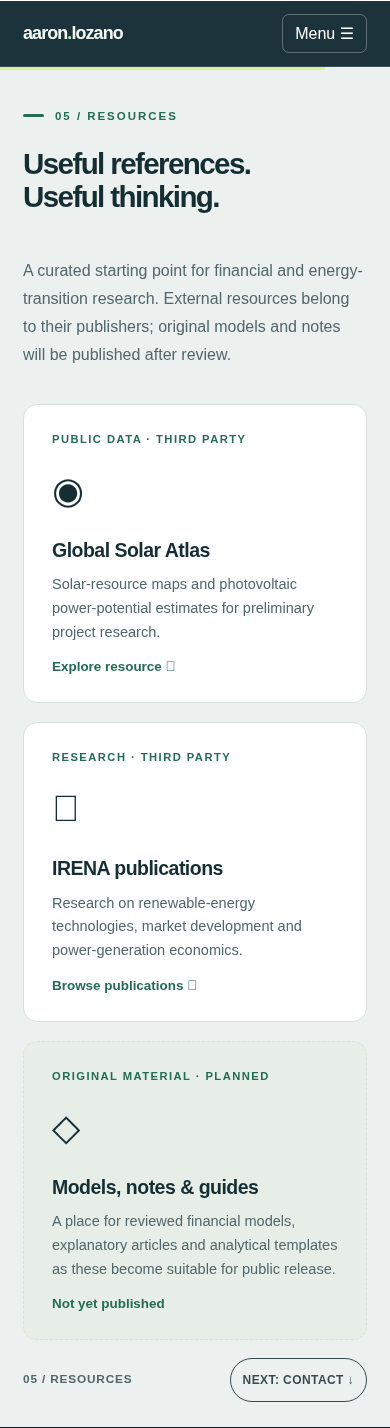 aaron.lozano
Menu ☰
05 / RESOURCES
Useful references.
Useful thinking.
A curated starting point for financial and energy-
transition research. External resources belong
to their publishers; original models and notes
will be published after review.
PUBLIC DATA · THIRD PARTY
Global Solar Atlas
Solar-resource maps and photovoltaic
power-potential estimates for preliminary
project research.
Explore resource
RESEARCH · THIRD PARTY
IRENA publications
Research on renewable-energy
technologies, market development and
power-generation economics.
Browse publications
ORIGINAL MATERIAL · PLANNED
Models, notes & guides
A place for reviewed financial models,
explanatory articles and analytical templates
as these become suitable for public release.
Not yet published
05 / RESOURCES
NEXT: CONTACT ↓